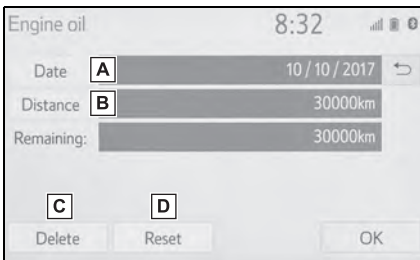 Engine oil 8:32
Date A 10 / 10 / 2017
Distance B 30000km
Remaining: 30000km
C D
Delete Reset OK